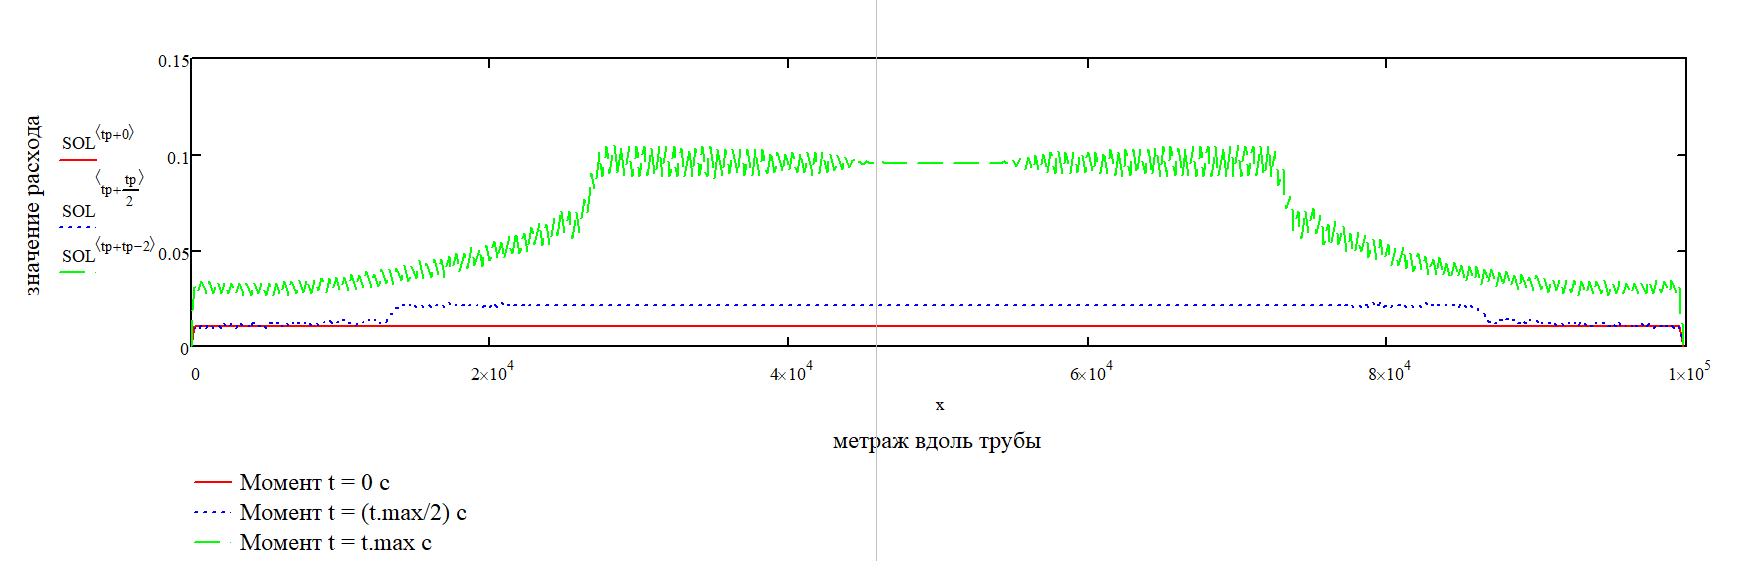 значение расхода
SOL⟨tp+0⟩
SOL⟨tp+tp/2⟩
SOL⟨tp+tp−2⟩
0.15
0.1
0.05
0
0 2×10^4 4×10^4 6×10^4 8×10^4 1×10^5
x
метраж вдоль трубы
Момент t = 0 с
Момент t = (t.max/2) с
Момент t = t.max с